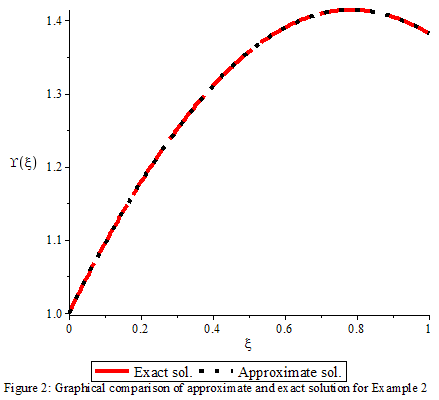 1.4
1.3
1.2
1.1
1.0
ϒ(ξ)
0 0.2 0.4 0.6 0.8 1
ξ
Exact sol. Approximate sol.
Figure 2: Graphical comparison of approximate and exact solution for Example 2